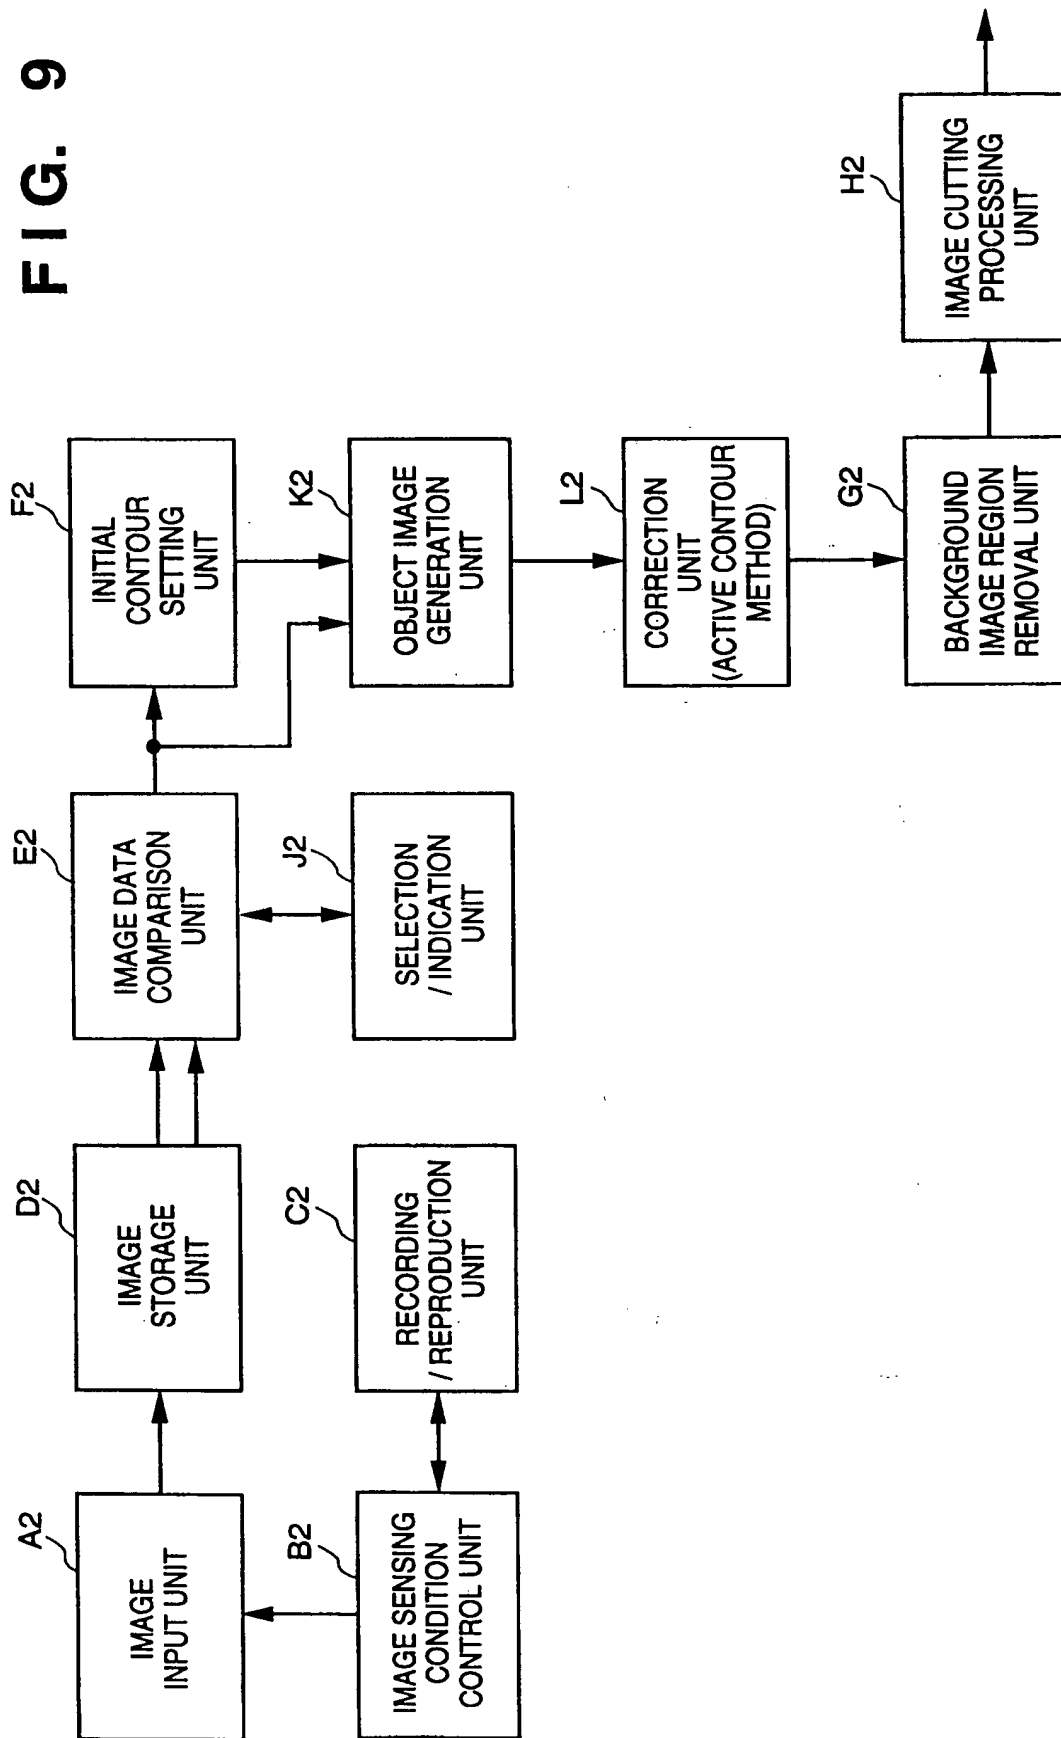 FIG. 9
A2
IMAGE
INPUT UNIT
D2
IMAGE
STORAGE
UNIT
E2
IMAGE DATA
COMPARISON
UNIT
F2
INITIAL
CONTOUR
SETTING
UNIT
B2
IMAGE SENSING
CONDITION
CONTROL UNIT
C2
RECORDING
/ REPRODUCTION
UNIT
J2
SELECTION
/ INDICATION
UNIT
K2
OBJECT IMAGE
GENERATION
UNIT
L2
CORRECTION
UNIT
(ACTIVE CONTOUR
METHOD)
G2
BACKGROUND
IMAGE REGION
REMOVAL UNIT
H2
IMAGE CUTTING
PROCESSING
UNIT